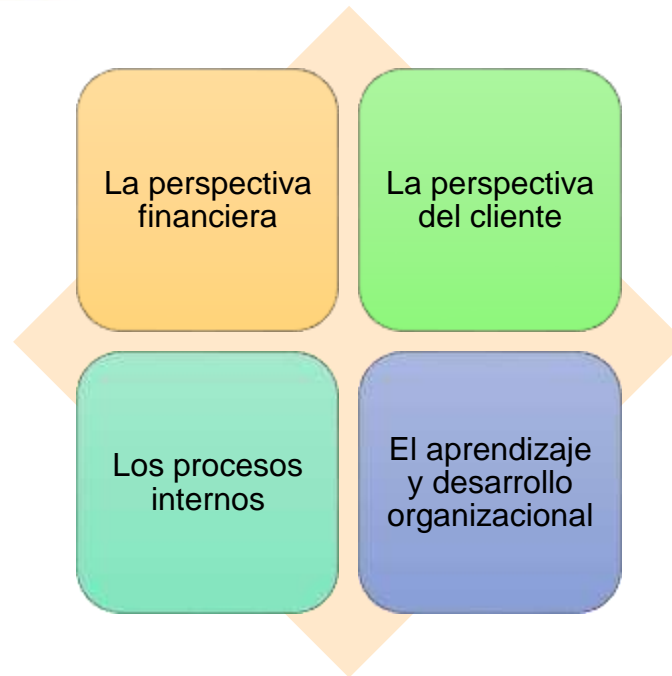 La perspectiva
financiera
La perspectiva
del cliente
Los procesos
internos
El aprendizaje
y desarrollo
organizacional